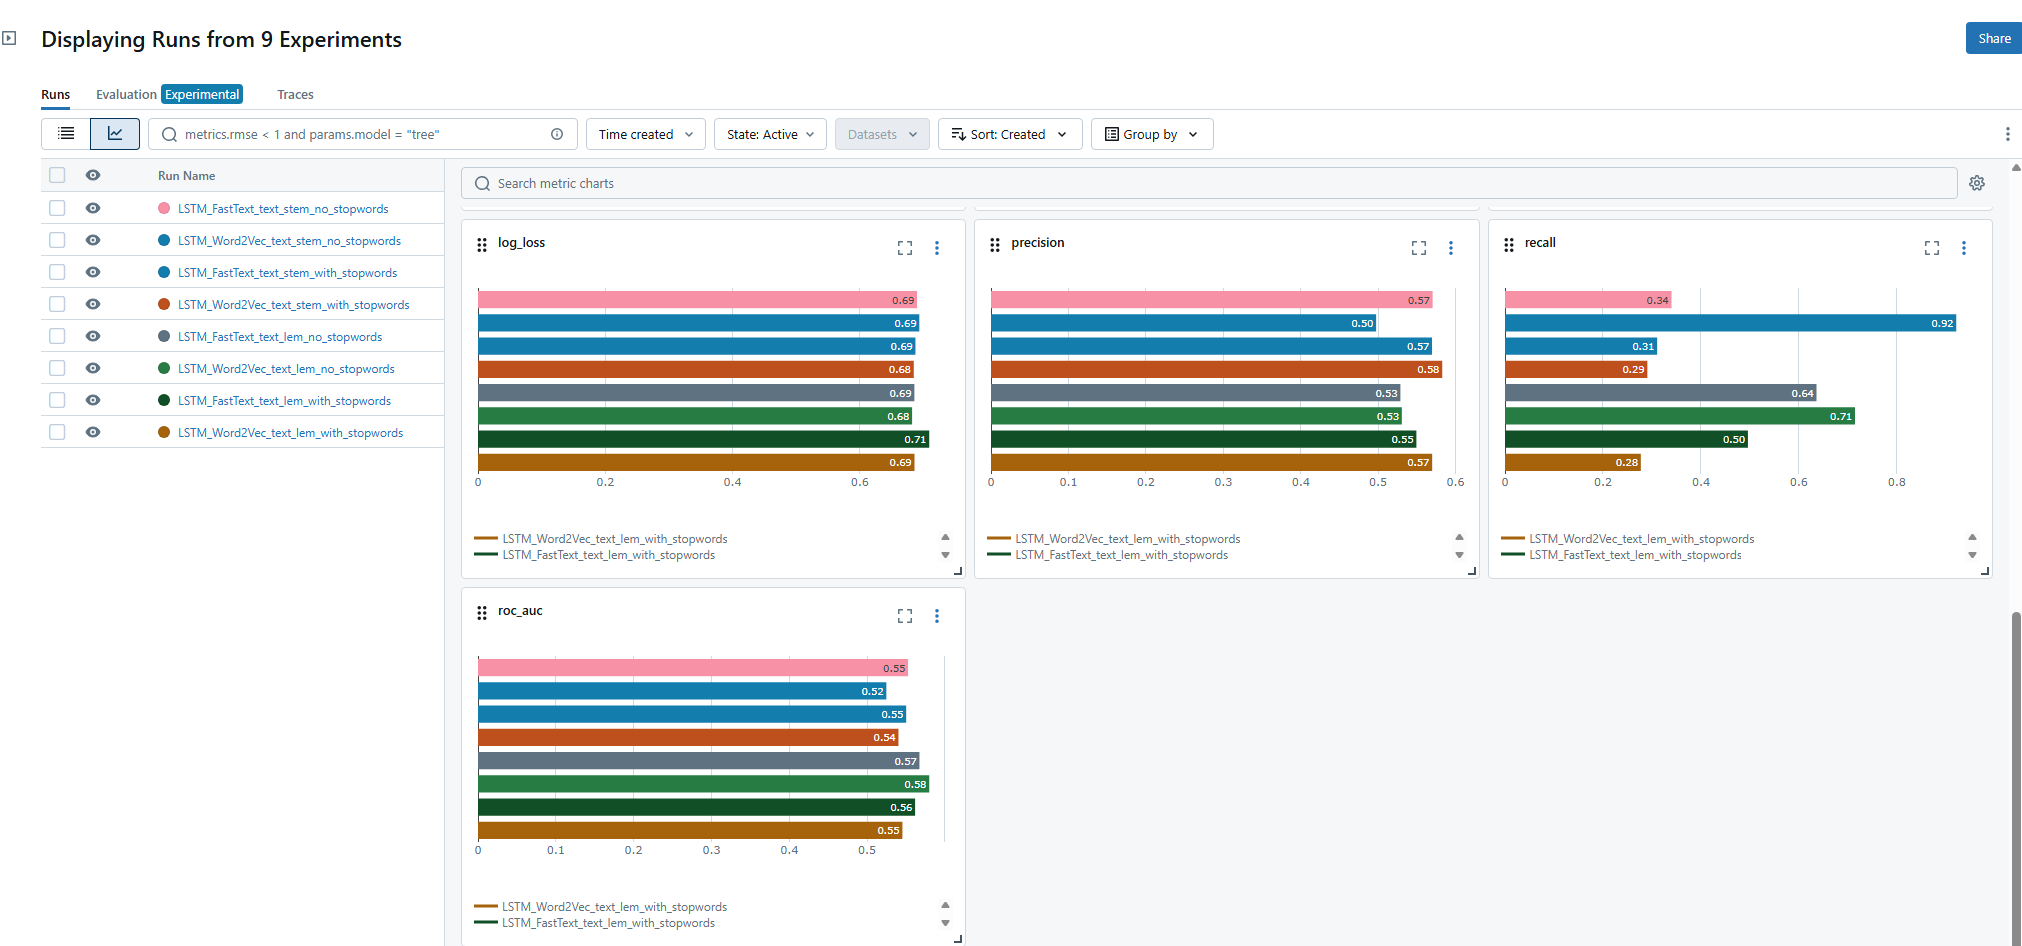 Displaying Runs from 9 Experiments
Share
Runs
Evaluation Experimental
Traces
metrics.rmse < 1 and params.model = "tree"
Time created
State: Active
Datasets
Sort: Created
Group by
Run Name
LSTM_FastText_text_stem_no_stopwords
LSTM_Word2Vec_text_stem_no_stopwords
LSTM_FastText_text_stem_with_stopwords
LSTM_Word2Vec_text_stem_with_stopwords
LSTM_FastText_text_lem_no_stopwords
LSTM_Word2Vec_text_lem_no_stopwords
LSTM_FastText_text_lem_with_stopwords
LSTM_Word2Vec_text_lem_with_stopwords
Search metric charts
log_loss
0.69
0.69
0.69
0.68
0.69
0.68
0.71
0.69
0 0.2 0.4 0.6
LSTM_Word2Vec_text_lem_with_stopwords
LSTM_FastText_text_lem_with_stopwords
precision
0.57
0.50
0.57
0.58
0.53
0.53
0.55
0.57
0 0.1 0.2 0.3 0.4 0.5 0.6
LSTM_Word2Vec_text_lem_with_stopwords
LSTM_FastText_text_lem_with_stopwords
recall
0.34
0.92
0.31
0.29
0.64
0.71
0.50
0.28
0 0.2 0.4 0.6 0.8
LSTM_Word2Vec_text_lem_with_stopwords
LSTM_FastText_text_lem_with_stopwords
roc_auc
0.55
0.52
0.55
0.54
0.57
0.58
0.56
0.55
0 0.1 0.2 0.3 0.4 0.5
LSTM_Word2Vec_text_lem_with_stopwords
LSTM_FastText_text_lem_with_stopwords